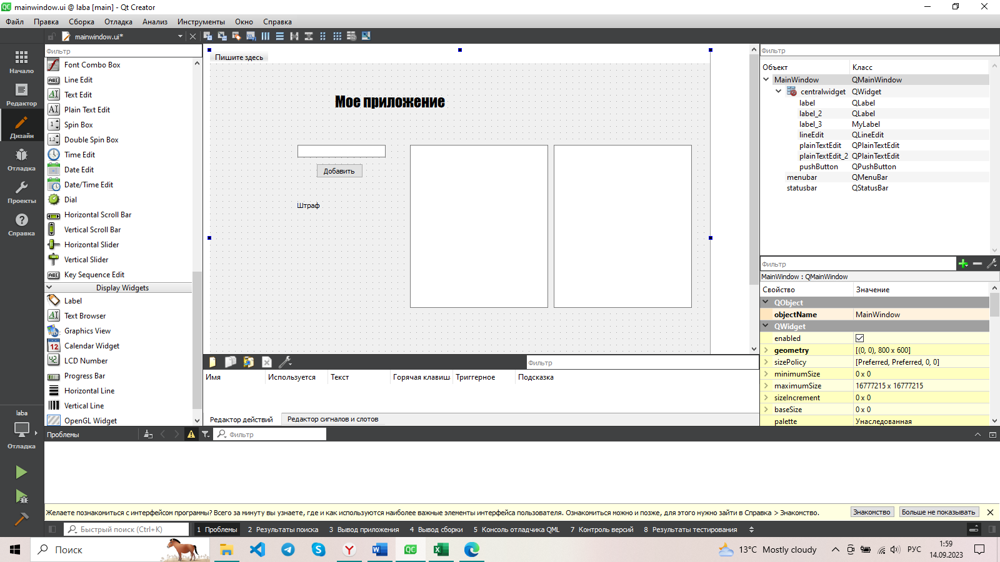 mainwindow.ui @ laba [main] - Qt Creator
Файл Правка Сборка Отладка Анализ Инструменты Окно Справка
mainwindow.ui*
Начало
Редактор
Дизайн
Отладка
Проекты
Справка
laba
Отладка
Фильтр
Font Combo Box
Line Edit
Text Edit
Plain Text Edit
Spin Box
Double Spin Box
Time Edit
Date Edit
Date/Time Edit
Dial
Horizontal Scroll Bar
Vertical Scroll Bar
Horizontal Slider
Vertical Slider
Key Sequence Edit
Display Widgets
Label
Text Browser
Graphics View
Calendar Widget
LCD Number
Progress Bar
Horizontal Line
Vertical Line
OpenGL Widget
Пишите здесь
Мое приложение
Добавить
Штраф
Фильтр
Имя Используется Текст Горячая клавиш Триггерное Подсказка
Редактор действий Редактор сигналов и слотов
Фильтр
Объект Класс
MainWindow QMainWindow
centralwidget QWidget
label QLabel
label_2 QLabel
label_3 MyLabel
lineEdit QLineEdit
plainTextEdit QPlainTextEdit
plainTextEdit_2 QPlainTextEdit
pushButton QPushButton
menubar QMenuBar
statusbar QStatusBar
Фильтр
MainWindow : QMainWindow
Свойство Значение
QObject
objectName MainWindow
QWidget
enabled
geometry [(0, 0), 800 x 600]
sizePolicy [Preferred, Preferred, 0, 0]
minimumSize 0 x 0
maximumSize 16777215 x 16777215
sizeIncrement 0 x 0
baseSize 0 x 0
palette Унаследованная
Проблемы Фильтр
Желаете познакомиться с интерфейсом программы? Всего за минуту вы узнаете, где и как используются наиболее важные элементы интерфейса пользователя. Ознакомиться можно и позже, для этого нужно зайти в Справка > Знакомство. Знакомство Больше не показывать
Быстрый поиск (Ctrl+K) 1 Проблемы 2 Результаты поиска 3 Вывод приложения 4 Вывод сборки 5 Консоль отладчика QML 7 Контроль версий 8 Результаты тестирования
Поиск 13°C Mostly cloudy РУС 1:59
14.09.2023